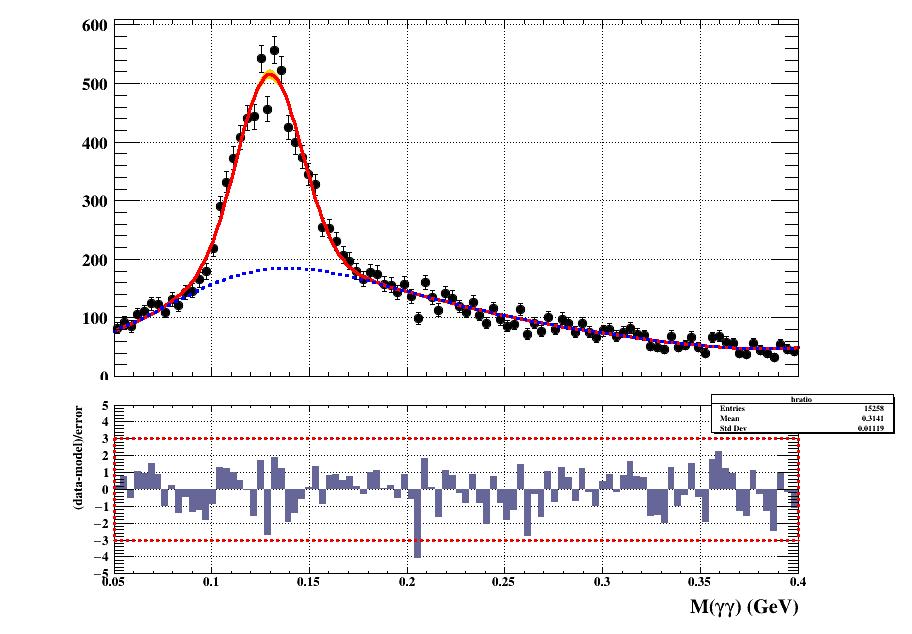 600
500
400
300
200
100
0
hratio
Entries 15258
Mean 0.3141
Std Dev 0.01119
(data-model)/error
5
4
3
2
1
0
−1
−2
−3
−4
−5
0.05 0.1 0.15 0.2 0.25 0.3 0.35 0.4
M(γγ) (GeV)